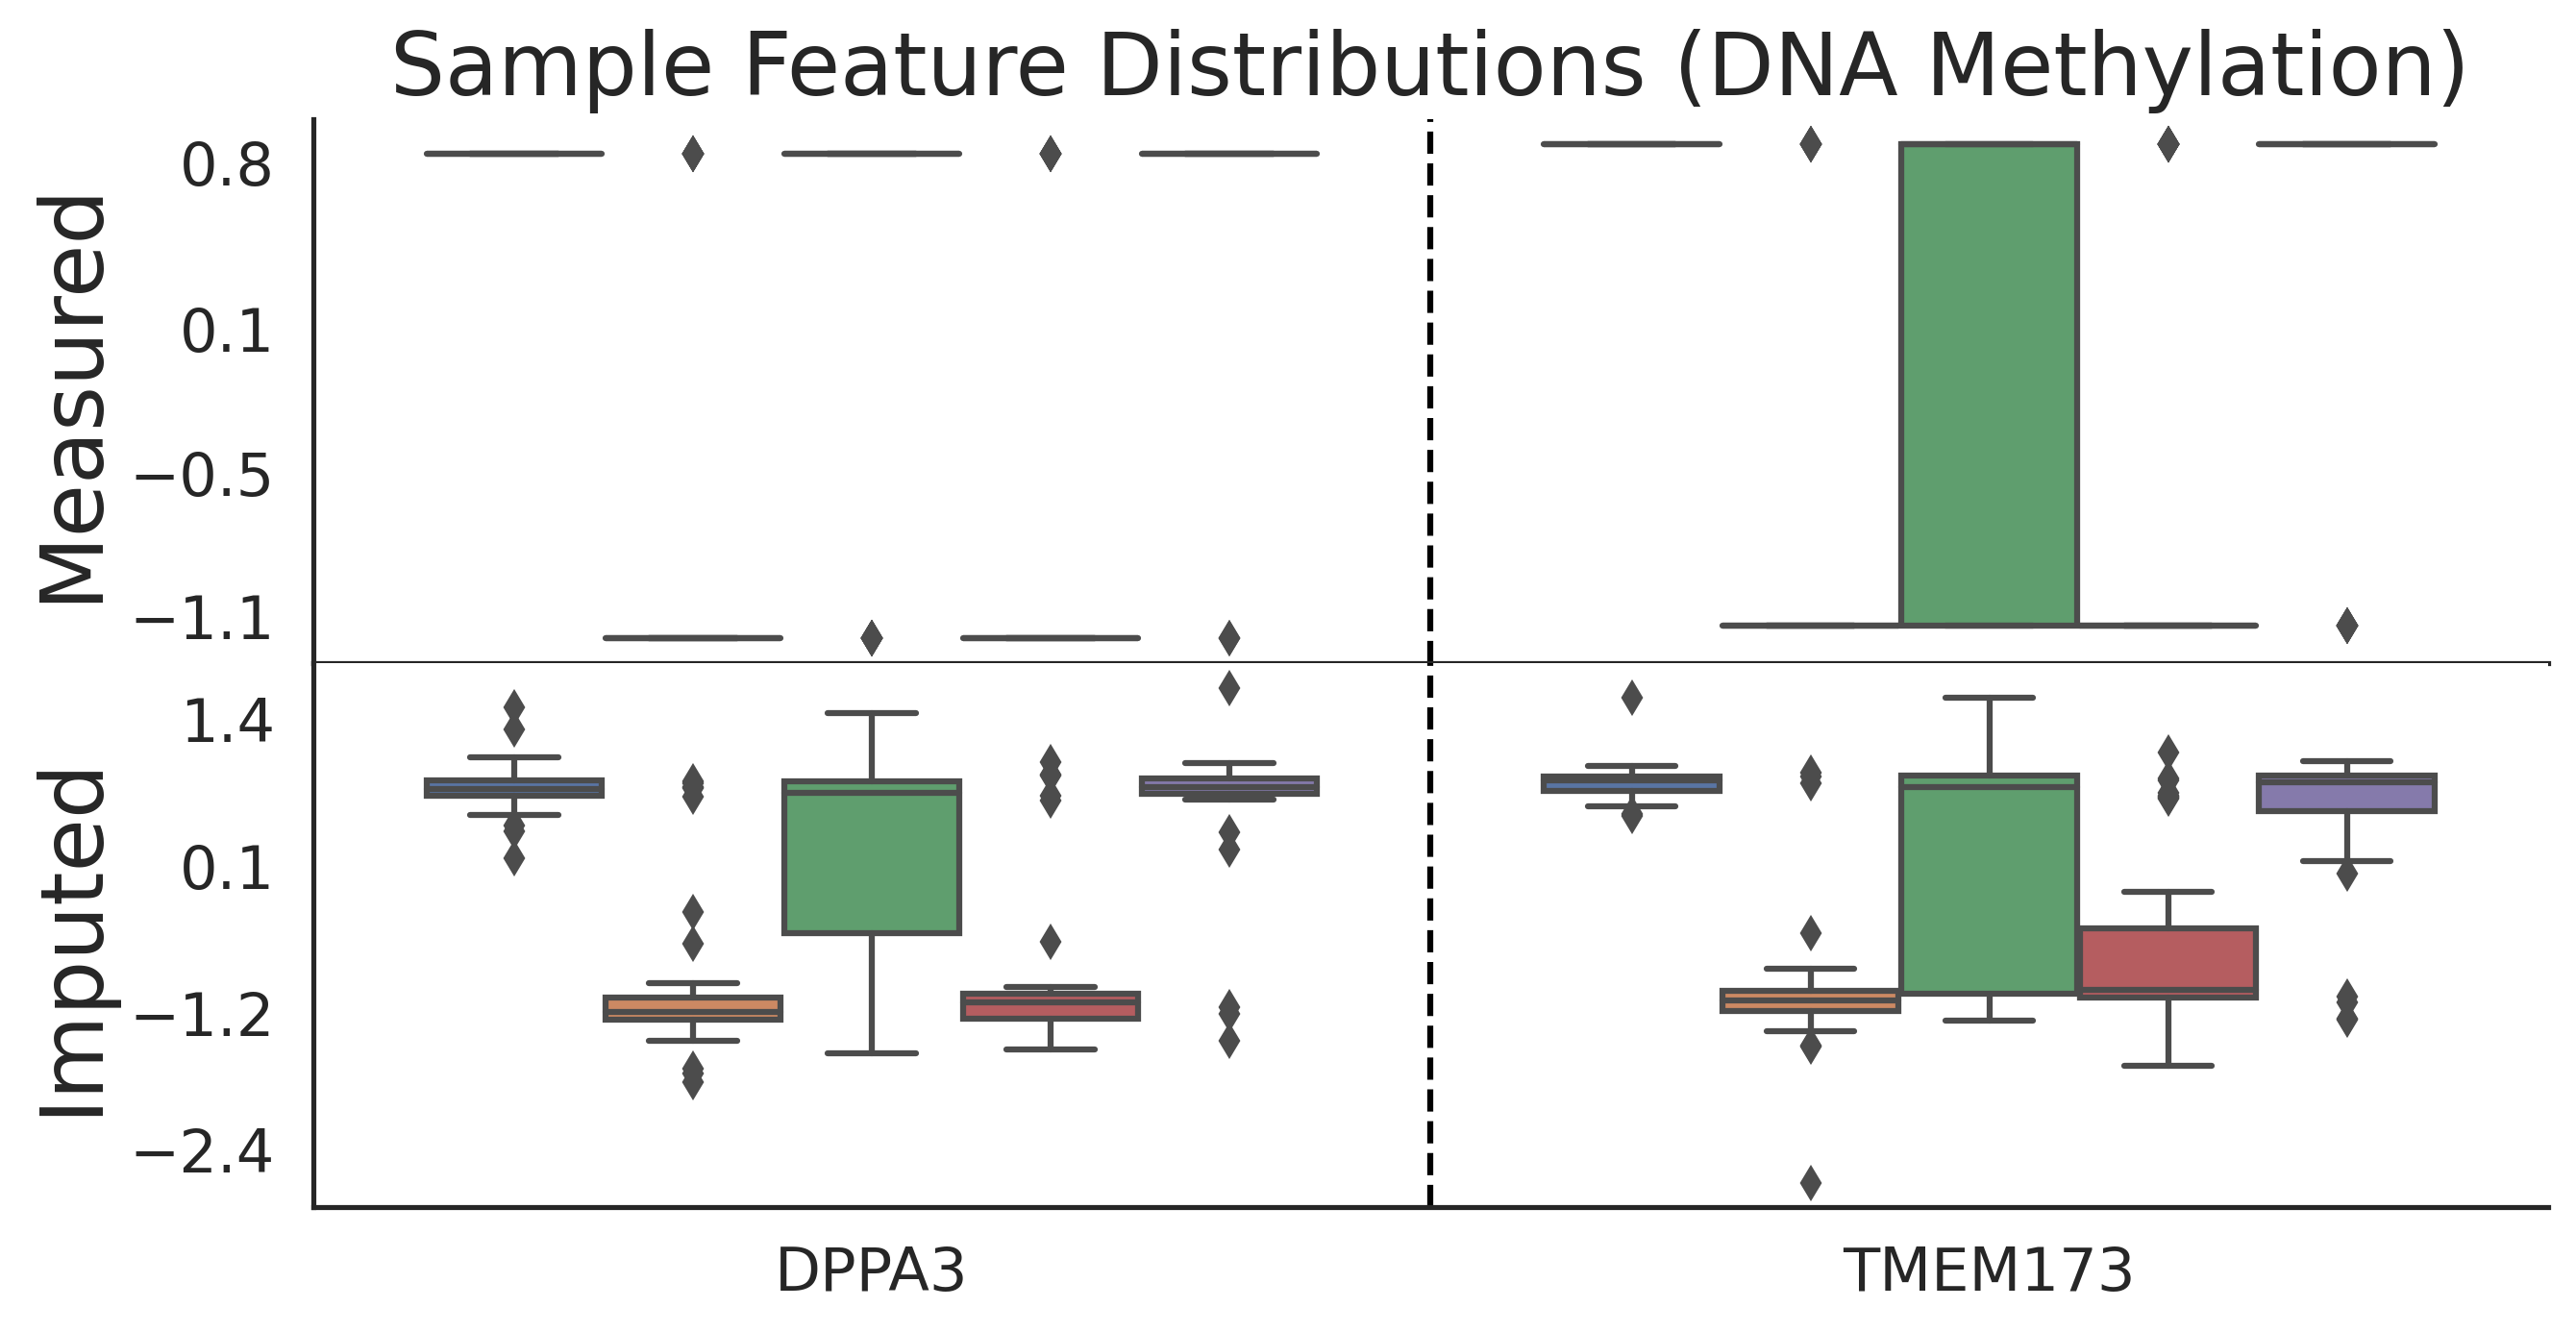 Sample Feature Distributions (DNA Methylation)
Measured
0.8
0.1
−0.5
−1.1
Imputed
1.4
0.1
−1.2
−2.4
DPPA3
TMEM173